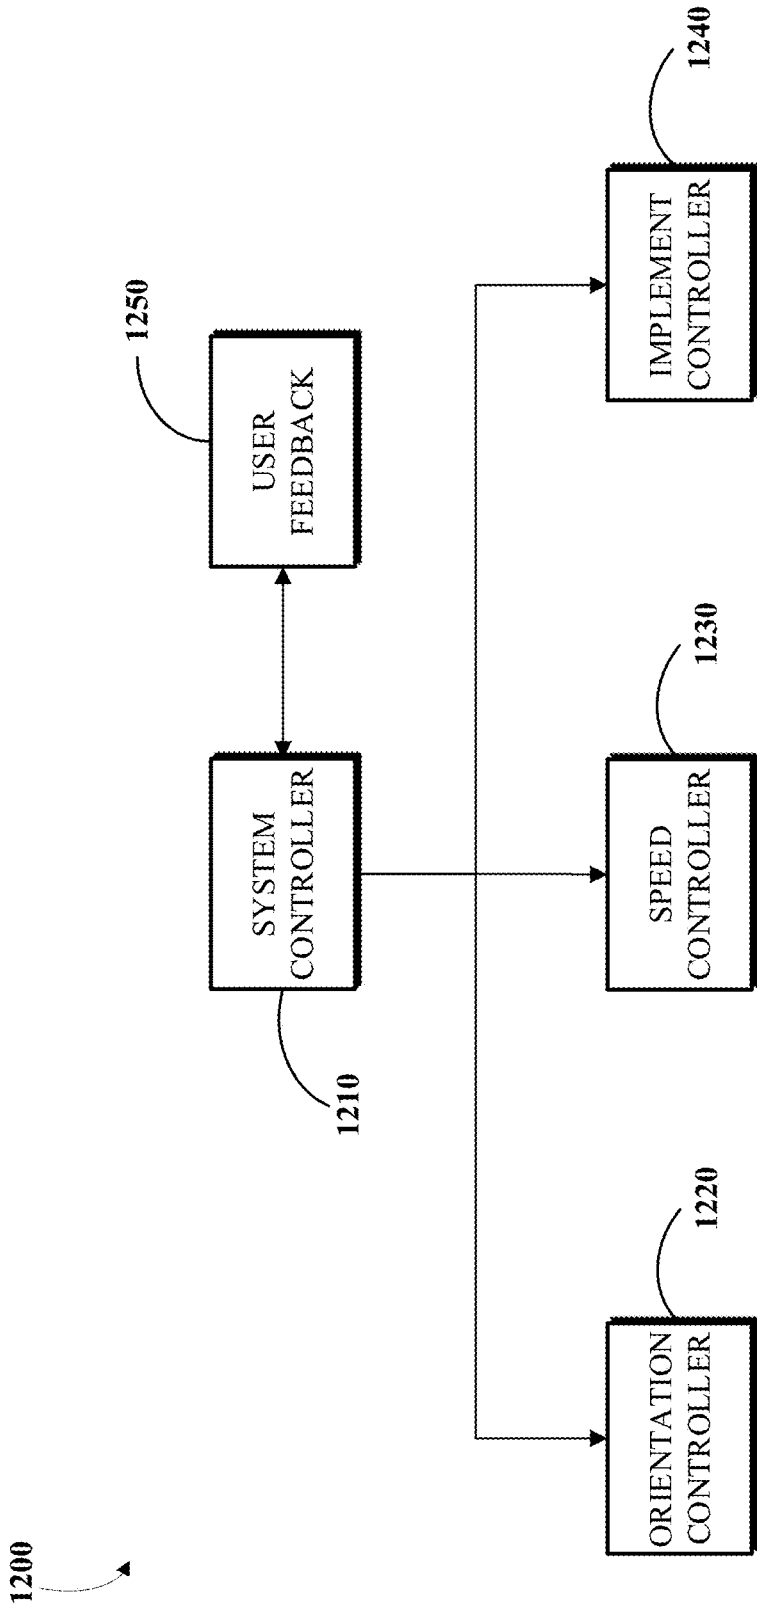 1200
1250
SYSTEM
CONTROLLER
USER
FEEDBACK
1210
ORIENTATION
CONTROLLER
SPEED
CONTROLLER
IMPLEMENT
CONTROLLER
1220
1230
1240